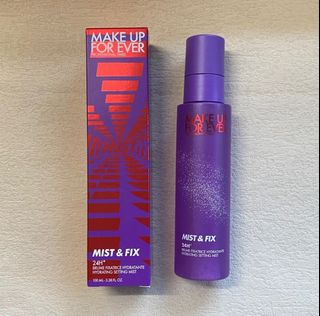 MAKE UP
FOR EVER
MIST & FIX
24H+
BRUME FIXATRICE HYDRATANTE
HYDRATING SETTING MIST
100 ML - 3.38 FL. OZ.
MAKE UP
FOR EVER
MIST & FIX
24H+
BRUME FIXATRICE HYDRATANTE
HYDRATING SETTING MIST